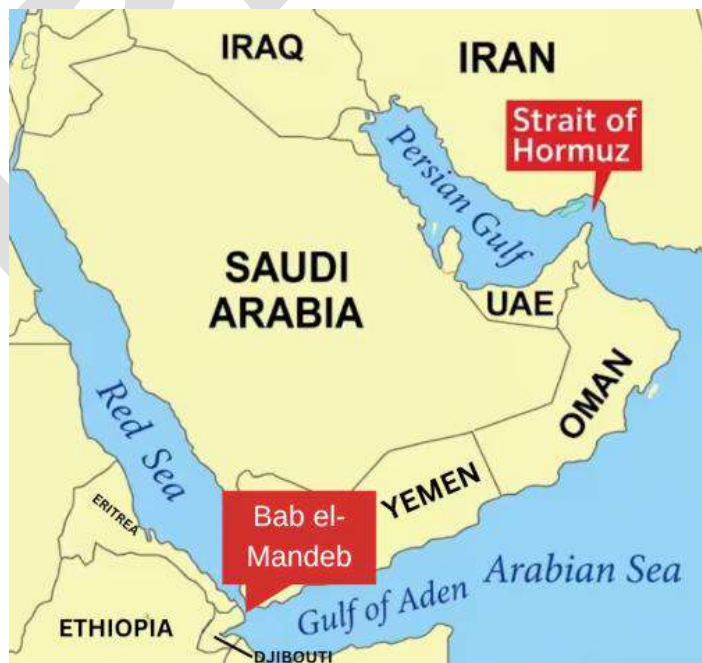 IRAQ
IRAN
Strait of
Hormuz
Persian Gulf
SAUDI
ARABIA
UAE
OMAN
Red Sea
YEMEN
ERITREA
Bab el-
Mandeb
Arabian Sea
Gulf of Aden
ETHIOPIA
DJIBOUTI